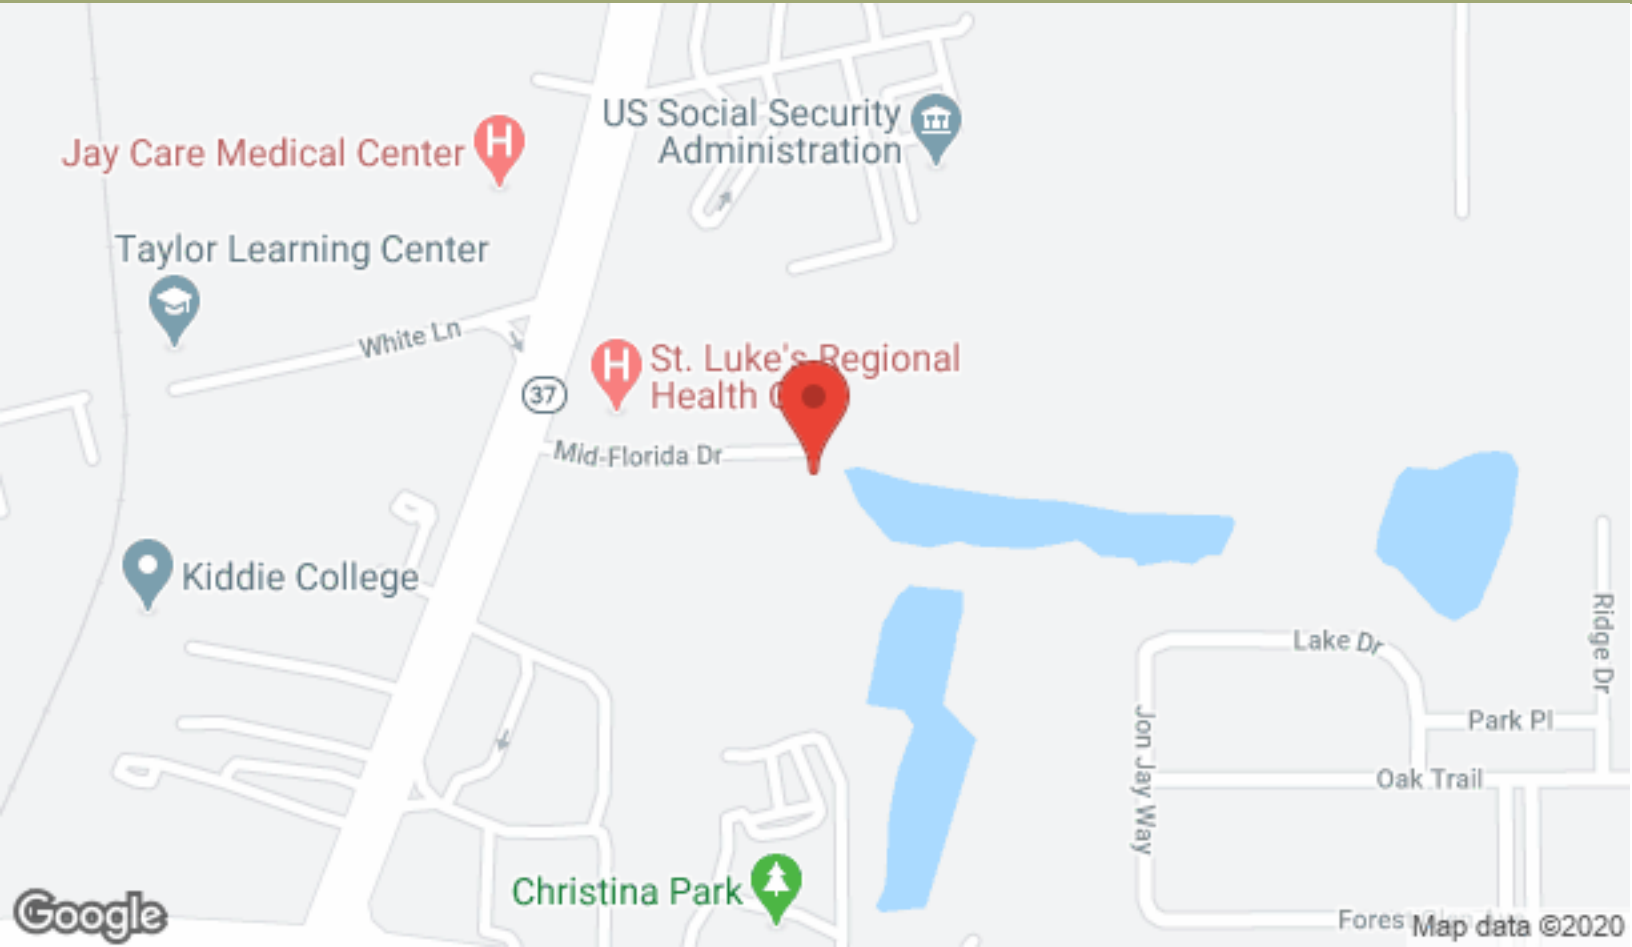 US Social Security
Administration
Jay Care Medical Center
H
Taylor Learning Center
White Ln
H
St. Luke's Regional
Health
37
Mid-Florida Dr
Kiddie College
Ridge Dr
Lake Dr
Park Pl
Jon Jay Way
Oak Trail
Christina Park
Google
Map data ©2020